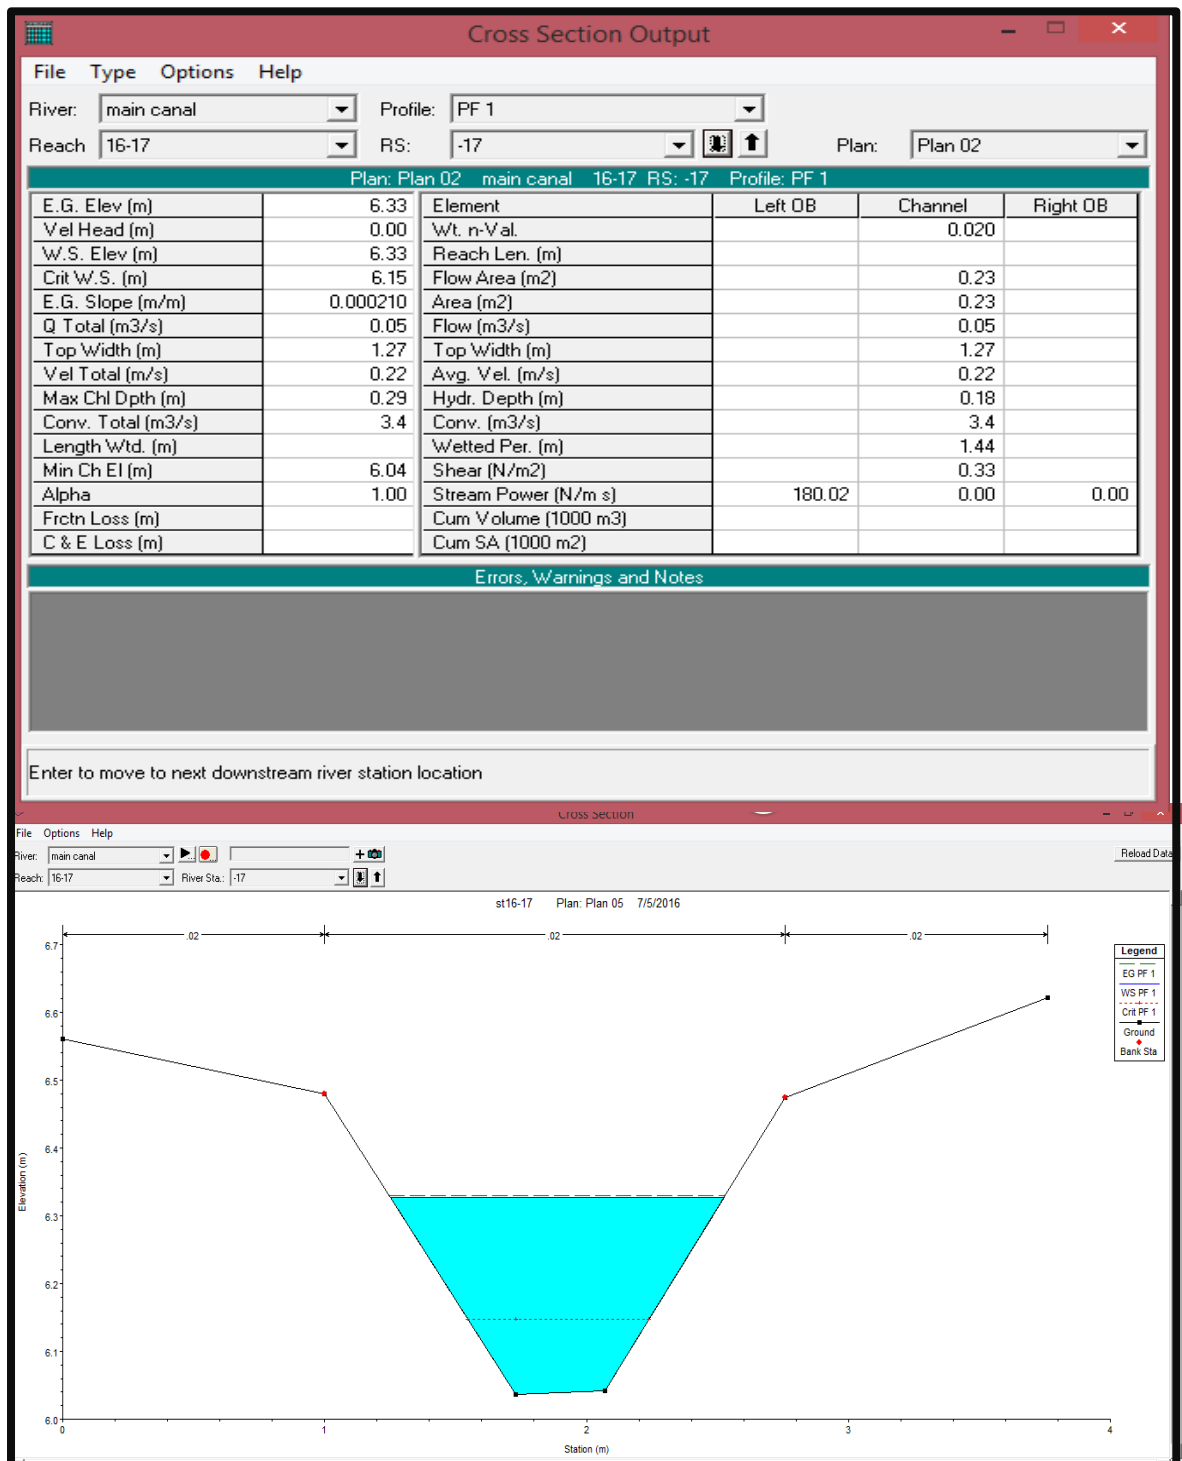 Cross Section Output
File Type Options Help
River: main canal Profile: PF 1
Reach 16-17 RS: -17 Plan: Plan 02
Plan: Plan 02 main canal 16-17 RS: -17 Profile: PF 1
E.G. Elev (m) 6.33 Element Left OB Channel Right OB
Vel Head (m) 0.00 Wt. n-Val. 0.020
W.S. Elev (m) 6.33 Reach Len. (m)
Crit W.S. (m) 6.15 Flow Area (m2) 0.23
E.G. Slope (m/m) 0.000210 Area (m2) 0.23
Q Total (m3/s) 0.05 Flow (m3/s) 0.05
Top Width (m) 1.27 Top Width (m) 1.27
Vel Total (m/s) 0.22 Avg. Vel. (m/s) 0.22
Max Chl Dpth (m) 0.29 Hydr. Depth (m) 0.18
Conv. Total (m3/s) 3.4 Conv. (m3/s) 3.4
Length Wtd. (m) Wetted Per. (m) 1.44
Min Ch El (m) 6.04 Shear (N/m2) 0.33
Alpha 1.00 Stream Power (N/m s) 180.02 0.00 0.00
Frctn Loss (m) Cum Volume (1000 m3)
C & E Loss (m) Cum SA (1000 m2)
Errors, Warnings and Notes
Enter to move to next downstream river station location
Cross Section
File Options Help
River: main canal Reload Data
Reach: 16-17 River Sta.: -17
st16-17 Plan: Plan 05 7/5/2016
.02 .02 .02
6.7
6.6
6.5
6.4
6.3
6.2
6.1
6.0
Elevation (m)
0 1 2 3 4
Station (m)
Legend
EG PF 1
WS PF 1
Crit PF 1
Ground
Bank Sta